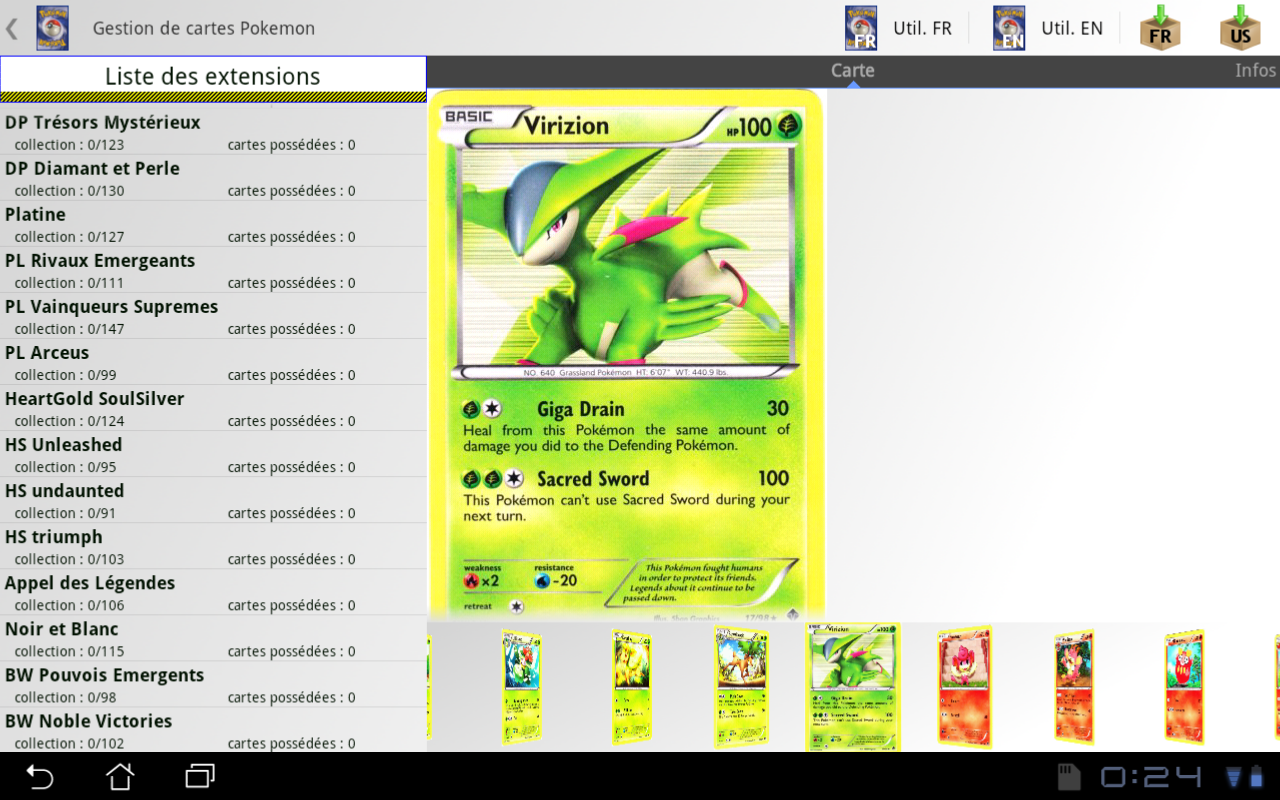 Gestion de cartes Pokemon
FR Util. FR
EN Util. EN
FR
US
Liste des extensions
DP Trésors Mystérieux
collection : 0/123 cartes possédées : 0
DP Diamant et Perle
collection : 0/130 cartes possédées : 0
Platine
collection : 0/127 cartes possédées : 0
PL Rivaux Emergeants
collection : 0/111 cartes possédées : 0
PL Vainqueurs Supremes
collection : 0/147 cartes possédées : 0
PL Arceus
collection : 0/99 cartes possédées : 0
HeartGold SoulSilver
collection : 0/124 cartes possédées : 0
HS Unleashed
collection : 0/95 cartes possédées : 0
HS undaunted
collection : 0/91 cartes possédées : 0
HS triumph
collection : 0/103 cartes possédées : 0
Appel des Légendes
collection : 0/106 cartes possédées : 0
Noir et Blanc
collection : 0/115 cartes possédées : 0
BW Pouvois Emergents
collection : 0/98 cartes possédées : 0
BW Noble Victories
collection : 0/102 cartes possédées : 0
Carte Infos
BASIC Virizion HP100
NO. 640 Grassland Pokémon HT: 6'07" WT: 440.9 lbs.
Giga Drain 30
Heal from this Pokémon the same amount of
damage you did to the Defending Pokémon.
Sacred Sword 100
This Pokémon can't use Sacred Sword during your
next turn.
weakness resistance
x2 -20
This Pokémon fought humans
in order to protect its friends.
Legends about it continue to be
passed down.
retreat
17/98
Virizion
0:24